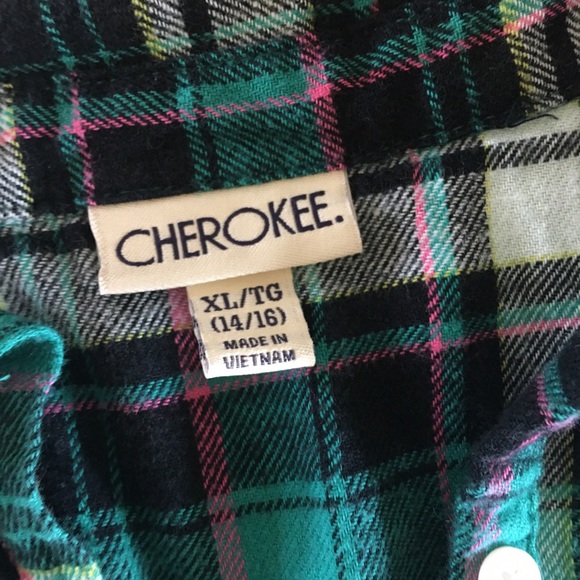 CHEROKEE.
XL/TG
(14/16)
MADE IN
VIETNAM